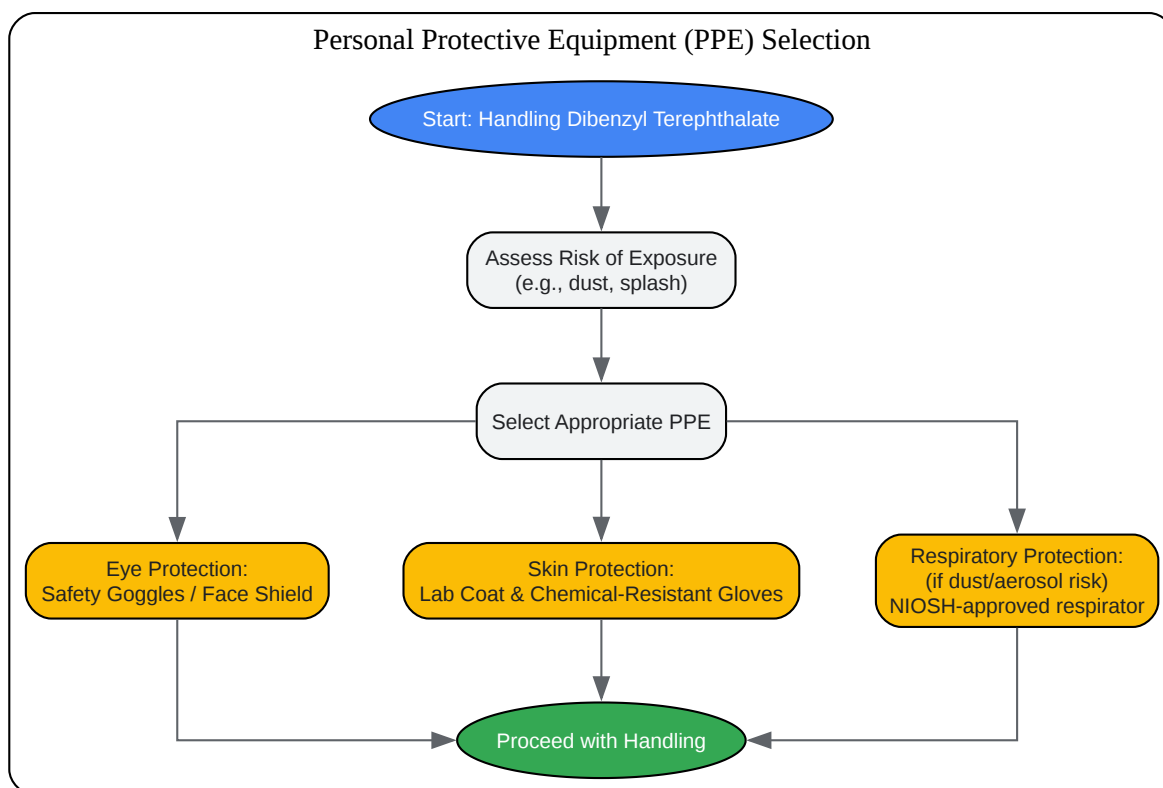 Personal Protective Equipment (PPE) Selection
Start: Handling Dibenzyl Terephthalate
Assess Risk of Exposure
(e.g., dust, splash)
Select Appropriate PPE
Eye Protection:
Safety Goggles / Face Shield
Skin Protection:
Lab Coat & Chemical-Resistant Gloves
Respiratory Protection:
(if dust/aerosol risk)
NIOSH-approved respirator
Proceed with Handling